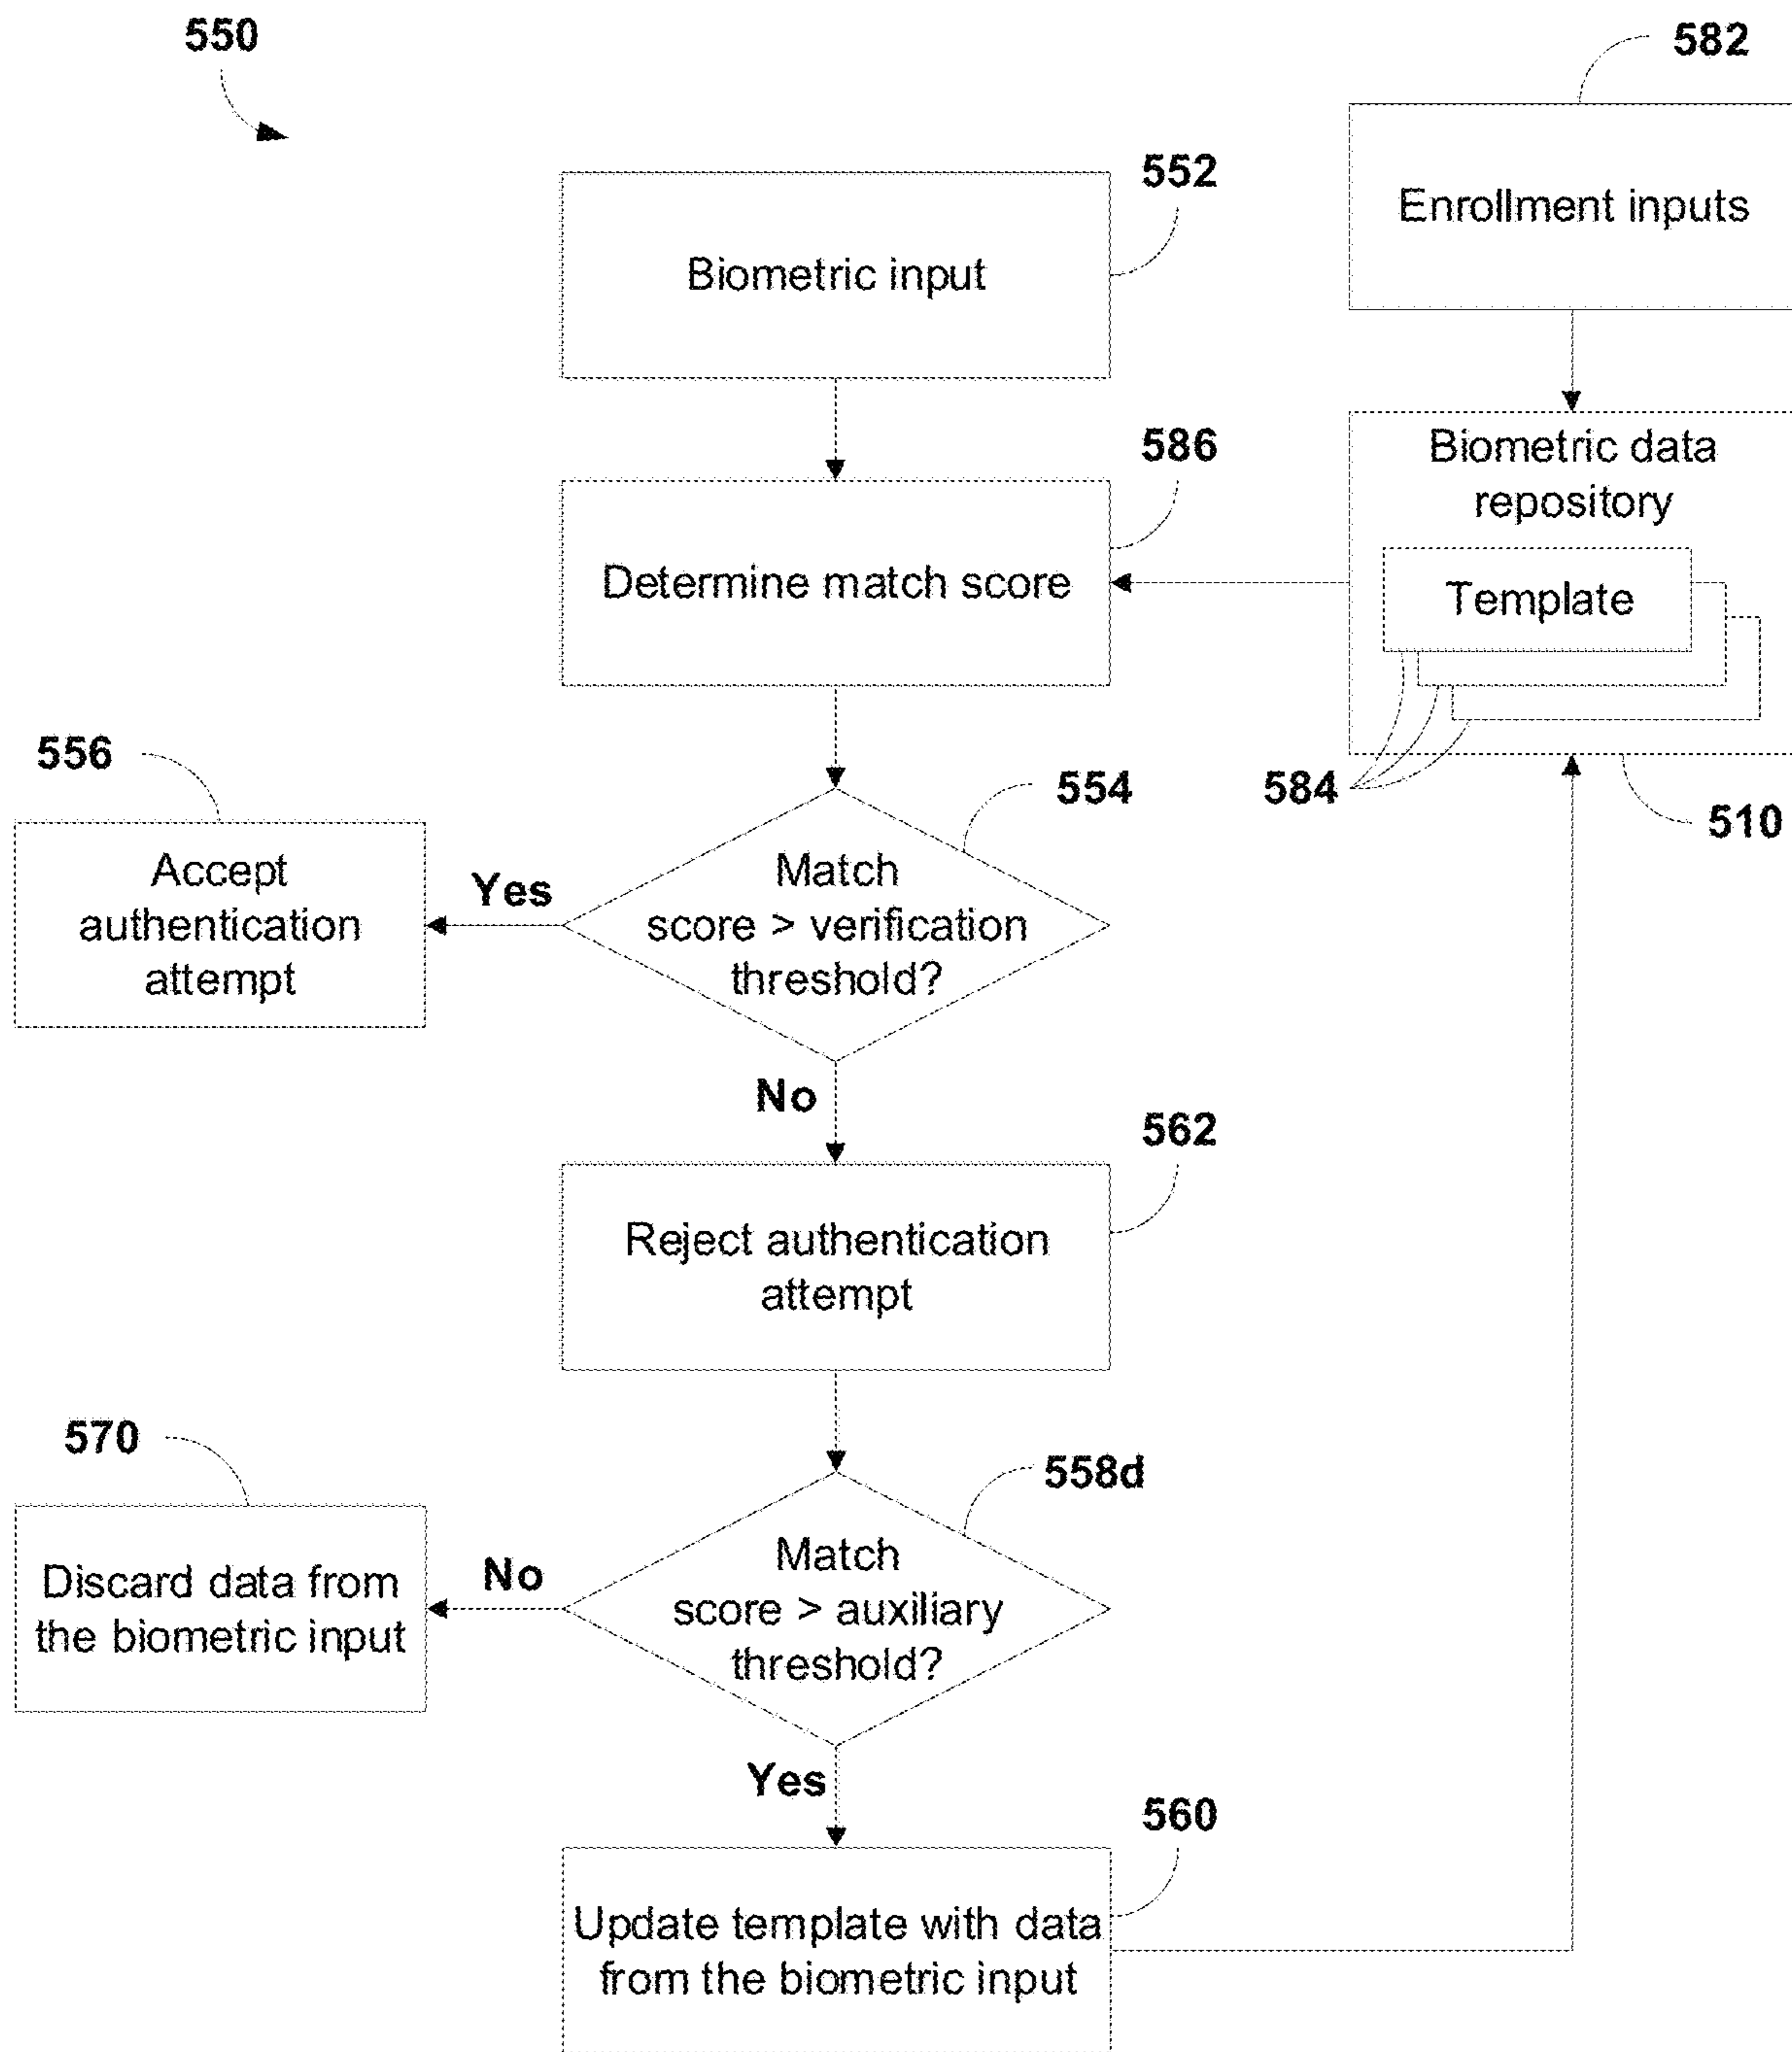 550
582
552
Enrollment inputs
Biometric input
586
Biometric data
repository
Determine match score
Template
556
554
584
510
Accept
authentication
attempt
Yes
Match
score > verification
threshold?
No
562
Reject authentication
attempt
570
558d
Discard data from
the biometric input
No
Match
score > auxiliary
threshold?
Yes
560
Update template with data
from the biometric input